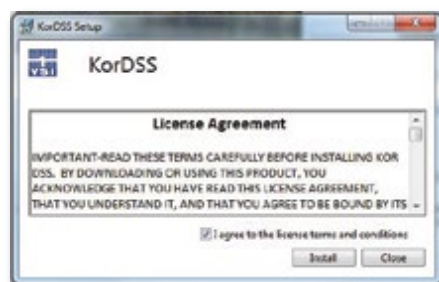 KorDSS Setup
YSI
KorDSS
License Agreement
IMPORTANT-READ THESE TERMS CAREFULLY BEFORE INSTALLING KOR
DSS. BY DOWNLOADING OR USING THIS PRODUCT, YOU
ACKNOWLEDGE THAT YOU HAVE READ THIS LICENSE AGREEMENT,
THAT YOU UNDERSTAND IT, AND THAT YOU AGREE TO BE BOUND BY ITS
I agree to the license terms and conditions
Install Close